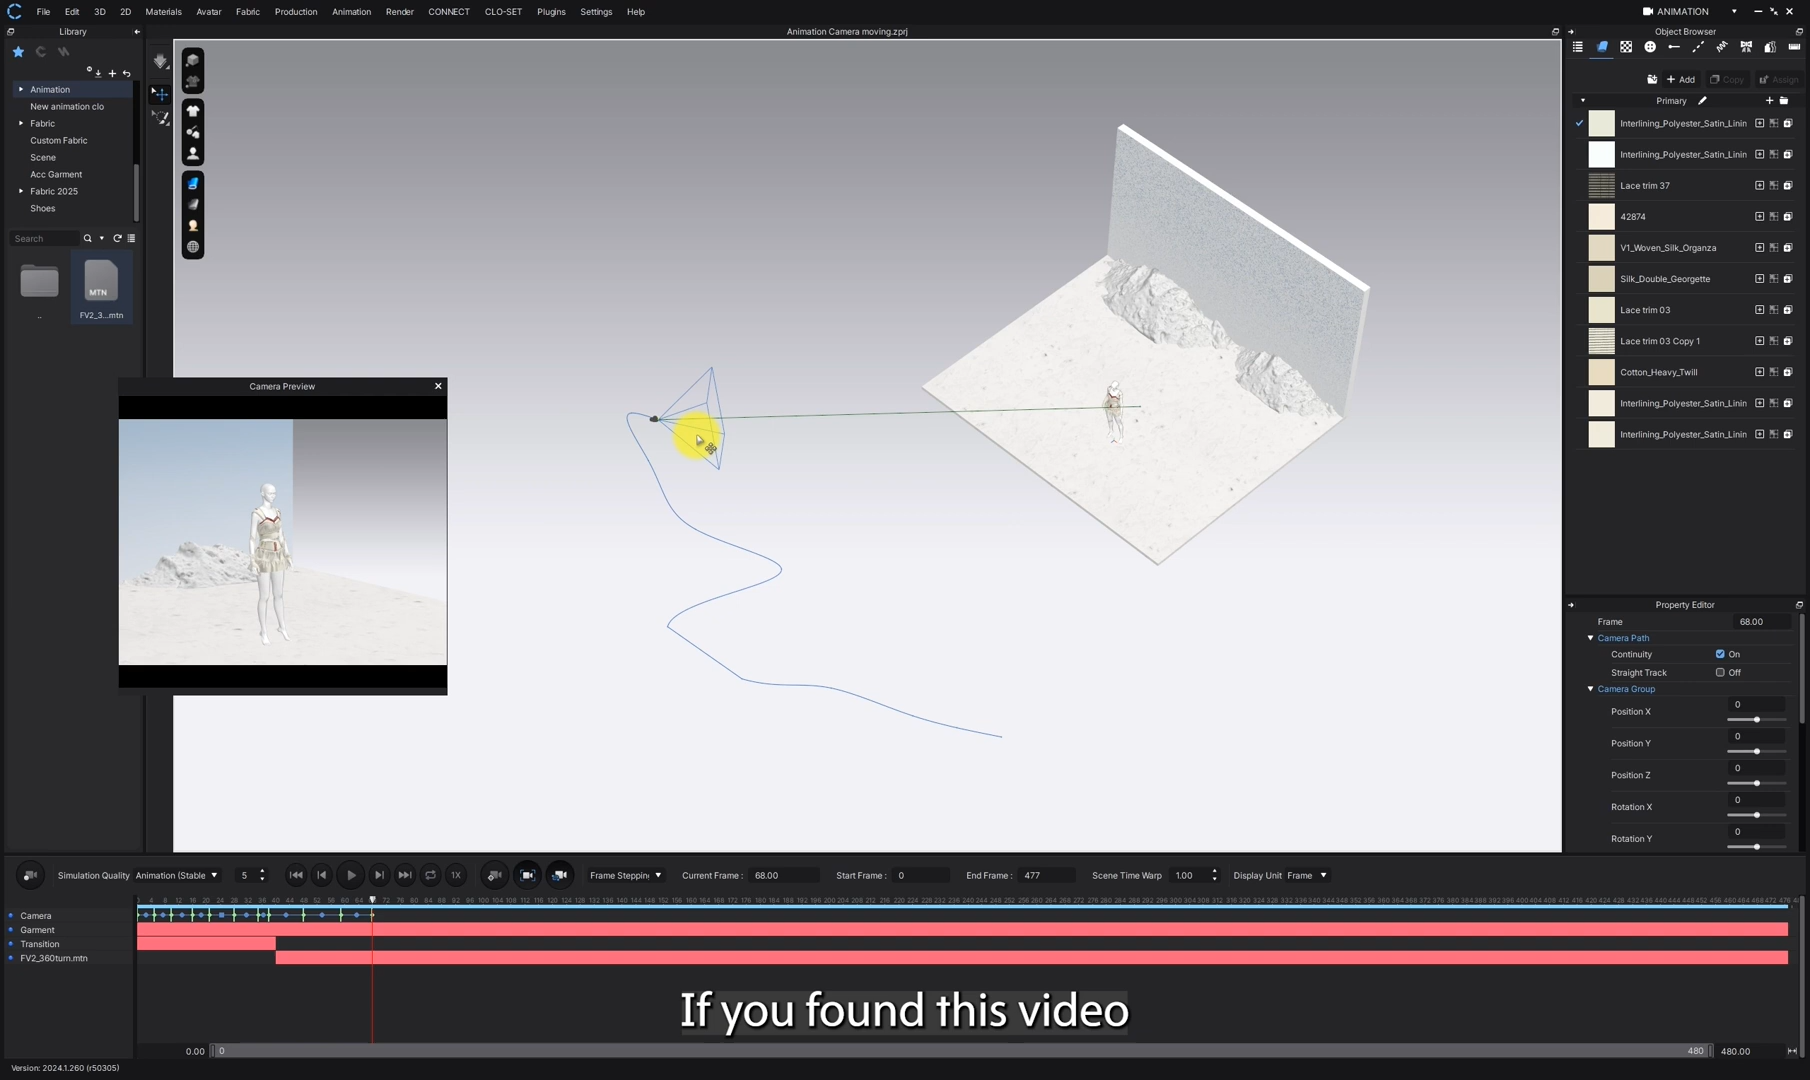 File Edit 3D 2D Materials Avatar Fabric Production Animation Render CONNECT CLO-SET Plugins Settings Help
ANIMATION
Library
Animation Camera moving.zprj
Object Browser
Animation
New animation clo
Fabric
Custom Fabric
Scene
Acc Garment
Fabric 2025
Shoes
Search
..
MTN
FV2_3...mtn
Camera Preview
+ Add Copy Assign
Primary
Interlining_Polyester_Satin_Linin
Interlining_Polyester_Satin_Linin
Lace trim 37
42874
V1_Woven_Silk_Organza
Silk_Double_Georgette
Lace trim 03
Lace trim 03 Copy 1
Cotton_Heavy_Twill
Interlining_Polyester_Satin_Linin
Interlining_Polyester_Satin_Linin
Property Editor
Frame 68.00
Camera Path
Continuity On
Straight Track Off
Camera Group
Position X 0
Position Y 0
Position Z 0
Rotation X 0
Rotation Y 0
Simulation Quality Animation (Stable 5 1X Frame Steppin Current Frame : 68.00 Start Frame : 0 End Frame : 477 Scene Time Warp 1.00 Display Unit Frame
Camera
Garment
Transition
FV2_360turn.mtn
If you found this video
0.00 0 480 480.00
Version: 2024.1.260 (r50305)